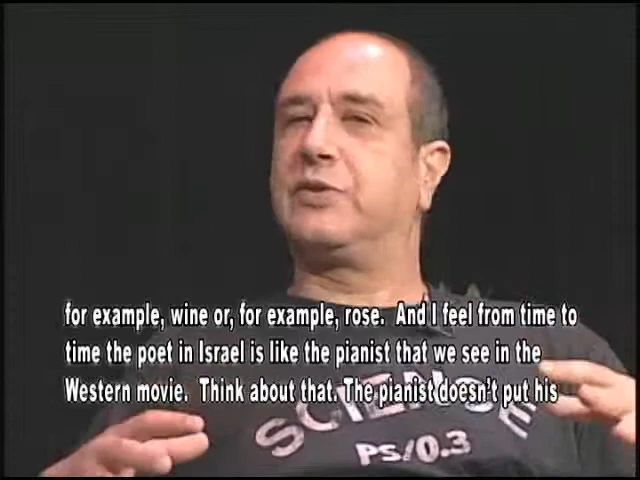 for example, wine or, for example, rose. And I feel from time to
time the poet in Israel is like the pianist that we see in the
Western movie. Think about that. The pianist doesn't put his
SCIENCE
PS/0.3